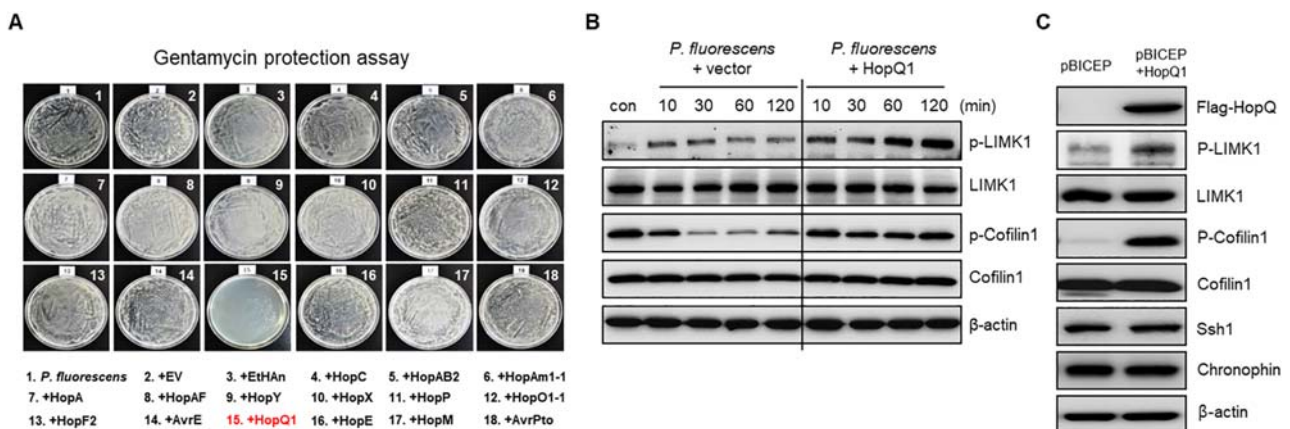 A
Gentamycin protection assay
1 2 3 4 5 6
7 8 9 10 11 12
13 14 15 16 17 18
1. P. fluorescens 2. +EV 3. +EtHAn 4. +HopC 5. +HopAB2 6. +HopAm1-1
7. +HopA 8. +HopAF 9. +HopY 10. +HopX 11. +HopP 12. +HopO1-1
13. +HopF2 14. +AvrE 15. +HopQ1 16. +HopE 17. +HopM 18. +AvrPto
B
P. fluorescens + vector
P. fluorescens + HopQ1
con 10 30 60 120 10 30 60 120 (min)
p-LIMK1
LIMK1
p-Cofilin1
Cofilin1
β-actin
C
pBICEP
pBICEP +HopQ1
Flag-HopQ
P-LIMK1
LIMK1
P-Cofilin1
Cofilin1
Ssh1
Chronophin
β-actin